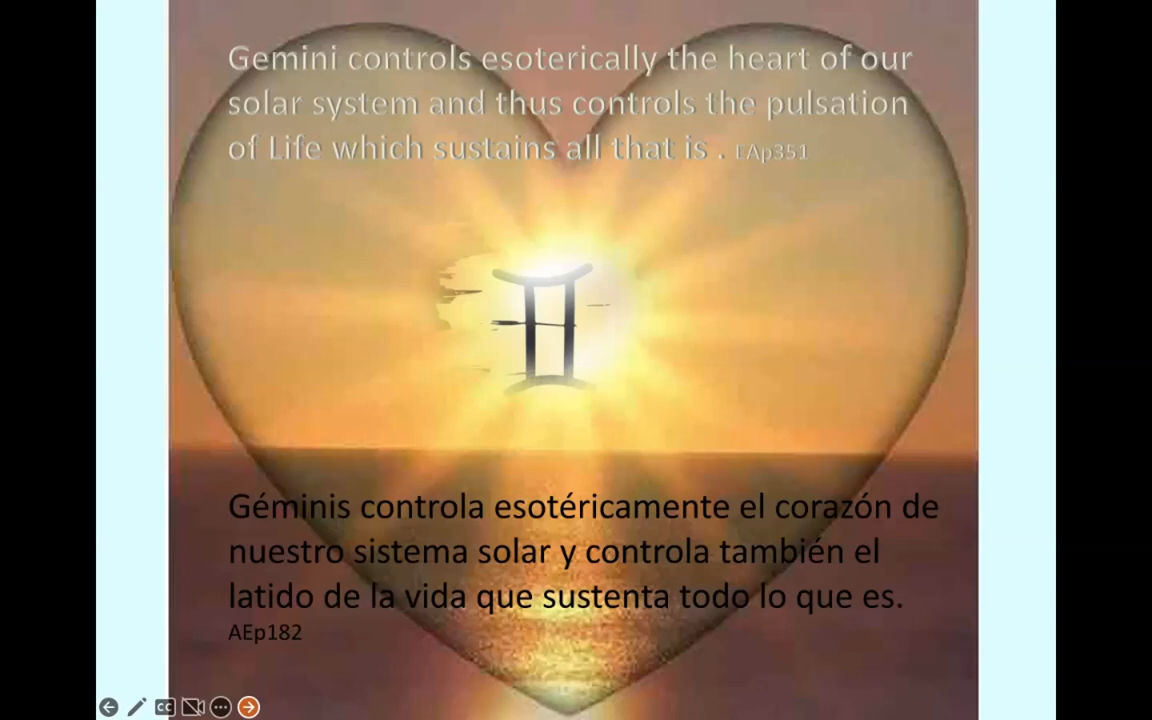 Gemini controls esoterically the heart of our
solar system and thus controls the pulsation
of Life which sustains all that is . EAp351
Géminis controla esotéricamente el corazón de
nuestro sistema solar y controla también el
latido de la vida que sustenta todo lo que es.
AEp182
CC